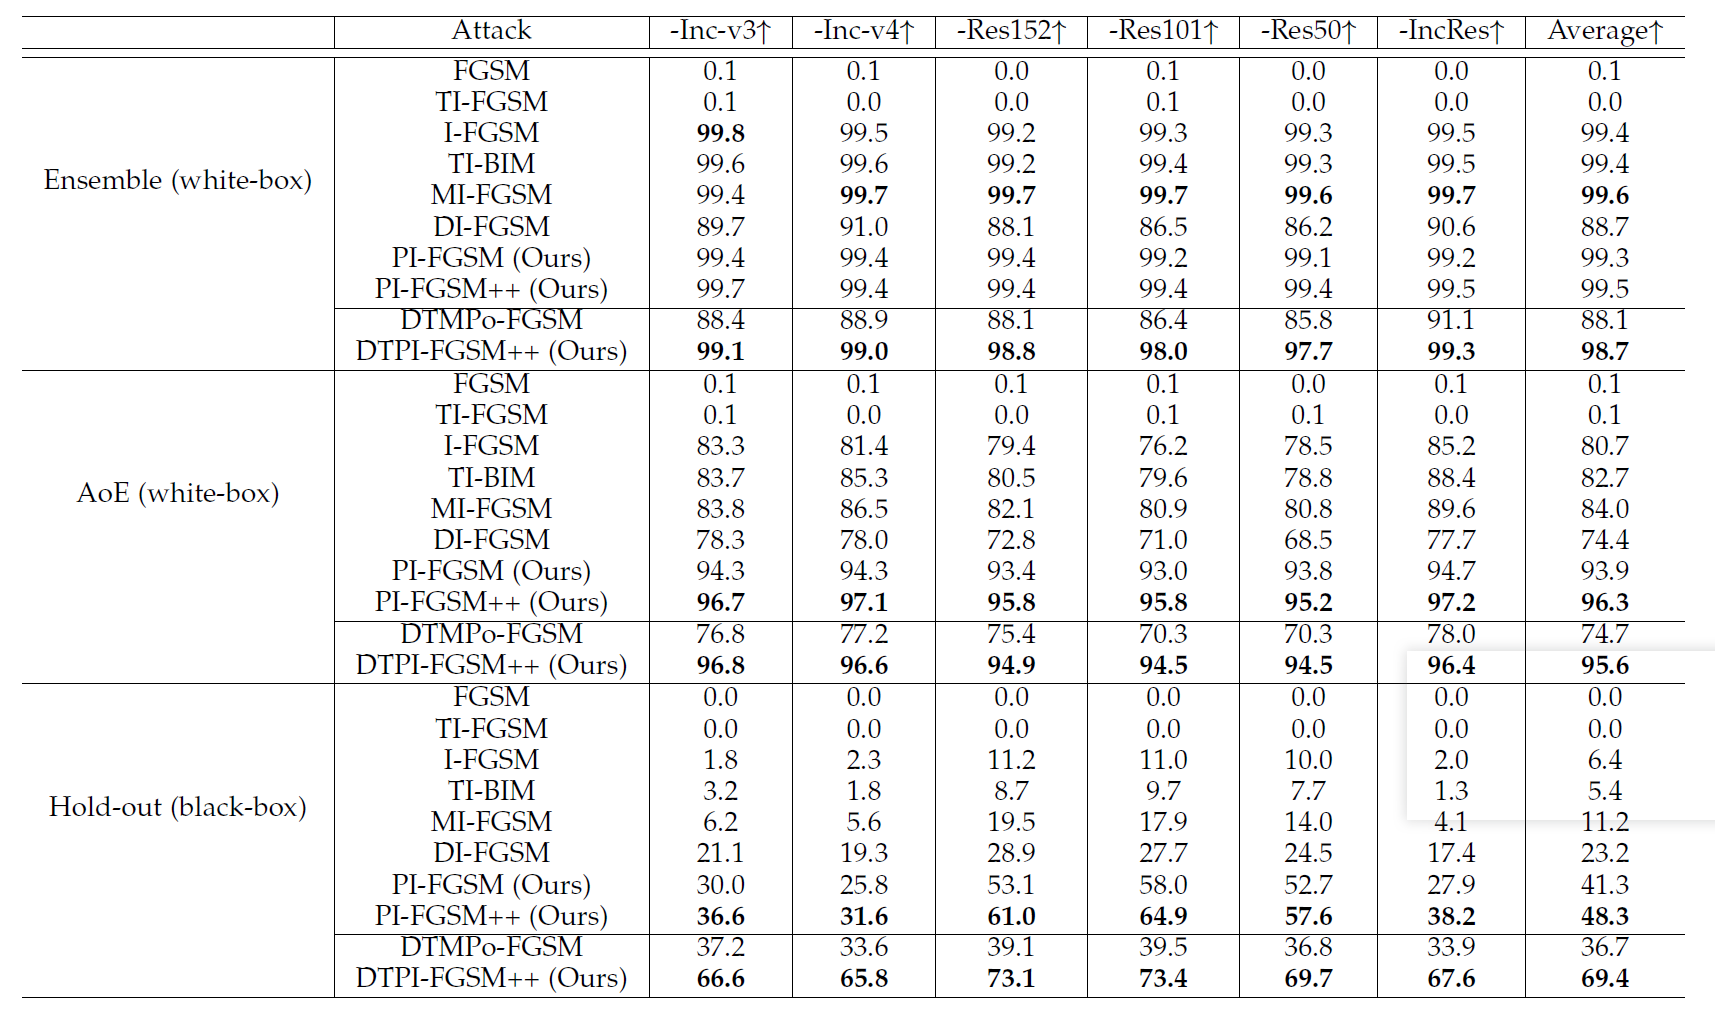 Attack -Inc-v3↑ -Inc-v4↑ -Res152↑ -Res101↑ -Res50↑ -IncRes↑ Average↑
Ensemble (white-box)
FGSM 0.1 0.1 0.0 0.1 0.0 0.0 0.1
TI-FGSM 0.1 0.0 0.0 0.1 0.0 0.0 0.0
I-FGSM 99.8 99.5 99.2 99.3 99.3 99.5 99.4
TI-BIM 99.6 99.6 99.2 99.4 99.3 99.5 99.4
MI-FGSM 99.4 99.7 99.7 99.7 99.6 99.7 99.6
DI-FGSM 89.7 91.0 88.1 86.5 86.2 90.6 88.7
PI-FGSM (Ours) 99.4 99.4 99.4 99.2 99.1 99.2 99.3
PI-FGSM++ (Ours) 99.7 99.4 99.4 99.4 99.4 99.5 99.5
DTMPo-FGSM 88.4 88.9 88.1 86.4 85.8 91.1 88.1
DTPI-FGSM++ (Ours) 99.1 99.0 98.8 98.0 97.7 99.3 98.7
AoE (white-box)
FGSM 0.1 0.1 0.1 0.1 0.0 0.1 0.1
TI-FGSM 0.1 0.0 0.0 0.1 0.1 0.0 0.1
I-FGSM 83.3 81.4 79.4 76.2 78.5 85.2 80.7
TI-BIM 83.7 85.3 80.5 79.6 78.8 88.4 82.7
MI-FGSM 83.8 86.5 82.1 80.9 80.8 89.6 84.0
DI-FGSM 78.3 78.0 72.8 71.0 68.5 77.7 74.4
PI-FGSM (Ours) 94.3 94.3 93.4 93.0 93.8 94.7 93.9
PI-FGSM++ (Ours) 96.7 97.1 95.8 95.8 95.2 97.2 96.3
DTMPo-FGSM 76.8 77.2 75.4 70.3 70.3 78.0 74.7
DTPI-FGSM++ (Ours) 96.8 96.6 94.9 94.5 94.5 96.4 95.6
Hold-out (black-box)
FGSM 0.0 0.0 0.0 0.0 0.0 0.0 0.0
TI-FGSM 0.0 0.0 0.0 0.0 0.0 0.0 0.0
I-FGSM 1.8 2.3 11.2 11.0 10.0 2.0 6.4
TI-BIM 3.2 1.8 8.7 9.7 7.7 1.3 5.4
MI-FGSM 6.2 5.6 19.5 17.9 14.0 4.1 11.2
DI-FGSM 21.1 19.3 28.9 27.7 24.5 17.4 23.2
PI-FGSM (Ours) 30.0 25.8 53.1 58.0 52.7 27.9 41.3
PI-FGSM++ (Ours) 36.6 31.6 61.0 64.9 57.6 38.2 48.3
DTMPo-FGSM 37.2 33.6 39.1 39.5 36.8 33.9 36.7
DTPI-FGSM++ (Ours) 66.6 65.8 73.1 73.4 69.7 67.6 69.4